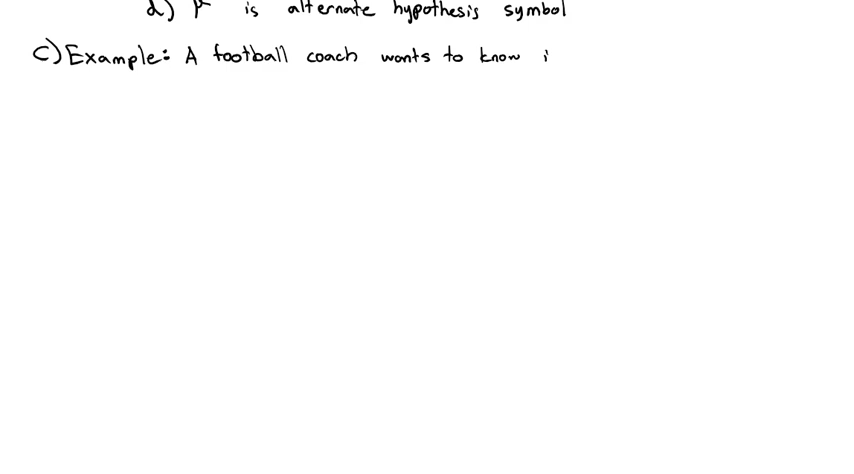 d) μ is alternate hypothesis symbol
C) Example: A football coach wants to know i